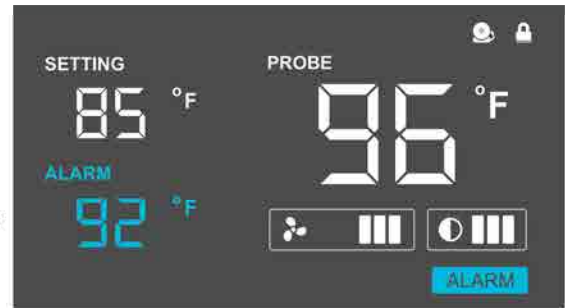 SETTING
85 °F
ALARM
92 °F
PROBE
96 °F
ALARM